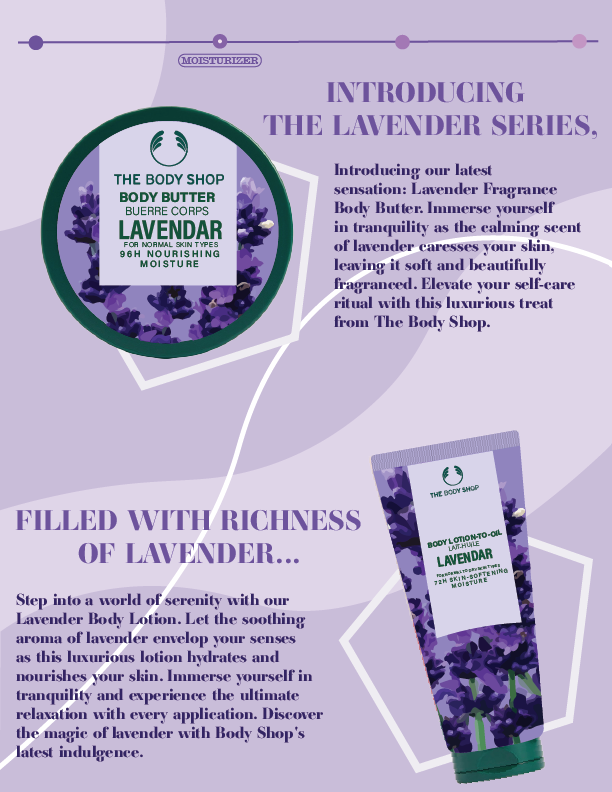 MOISTURIZER
INTRODUCING
THE LAVENDER SERIES,
THE BODY SHOP
BODY BUTTER
BUERRE CORPS
LAVENDAR
FOR NORMAL SKIN TYPES
96H NOURISHING
MOISTURE
Introducing our latest
sensation: Lavender Fragrance
Body Butter. Immerse yourself
in tranquility as the calming scent
of lavender caresses your skin,
leaving it soft and beautifully
fragranced. Elevate your self-care
ritual with this luxurious treat
from The Body Shop.
FILLED WITH RICHNESS
OF LAVENDER...
Step into a world of serenity with our
Lavender Body Lotion. Let the soothing
aroma of lavender envelop your senses
as this luxurious lotion hydrates and
nourishes your skin. Immerse yourself in
tranquility and experience the ultimate
relaxation with every application. Discover
the magic of lavender with Body Shop's
latest indulgence.
THE BODY SHOP
BODY LOTION-TO-OIL
LAIT-HUILE
LAVENDAR
FOR NORMAL TO DRY SKIN TYPES
72H SKIN-SOFTENING
MOISTURE